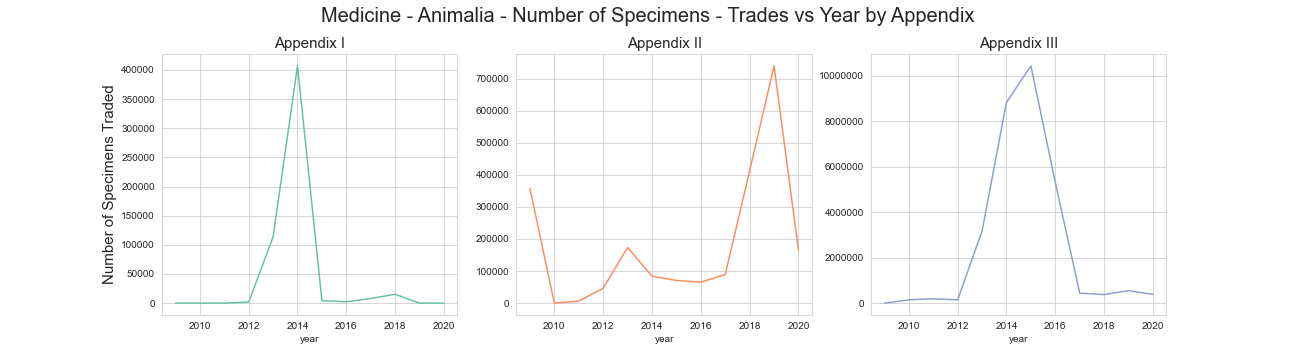 Medicine - Animalia - Number of Specimens - Trades vs Year by Appendix
Appendix I
Number of Specimens Traded
400000
350000
300000
250000
200000
150000
100000
50000
0
2010 2012 2014 2016 2018 2020
year
Appendix II
700000
600000
500000
400000
300000
200000
100000
0
2010 2012 2014 2016 2018 2020
year
Appendix III
10000000
8000000
6000000
4000000
2000000
0
2010 2012 2014 2016 2018 2020
year